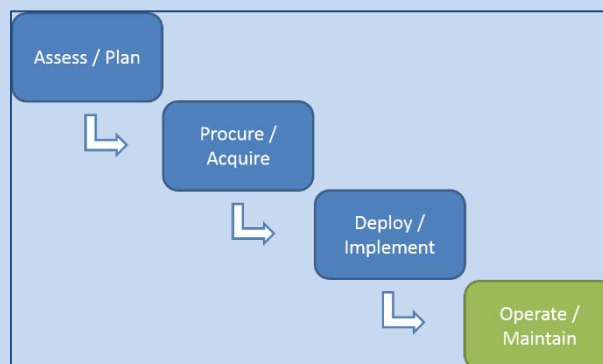 Assess / Plan
Procure /
Acquire
Deploy /
Implement
Operate /
Maintain